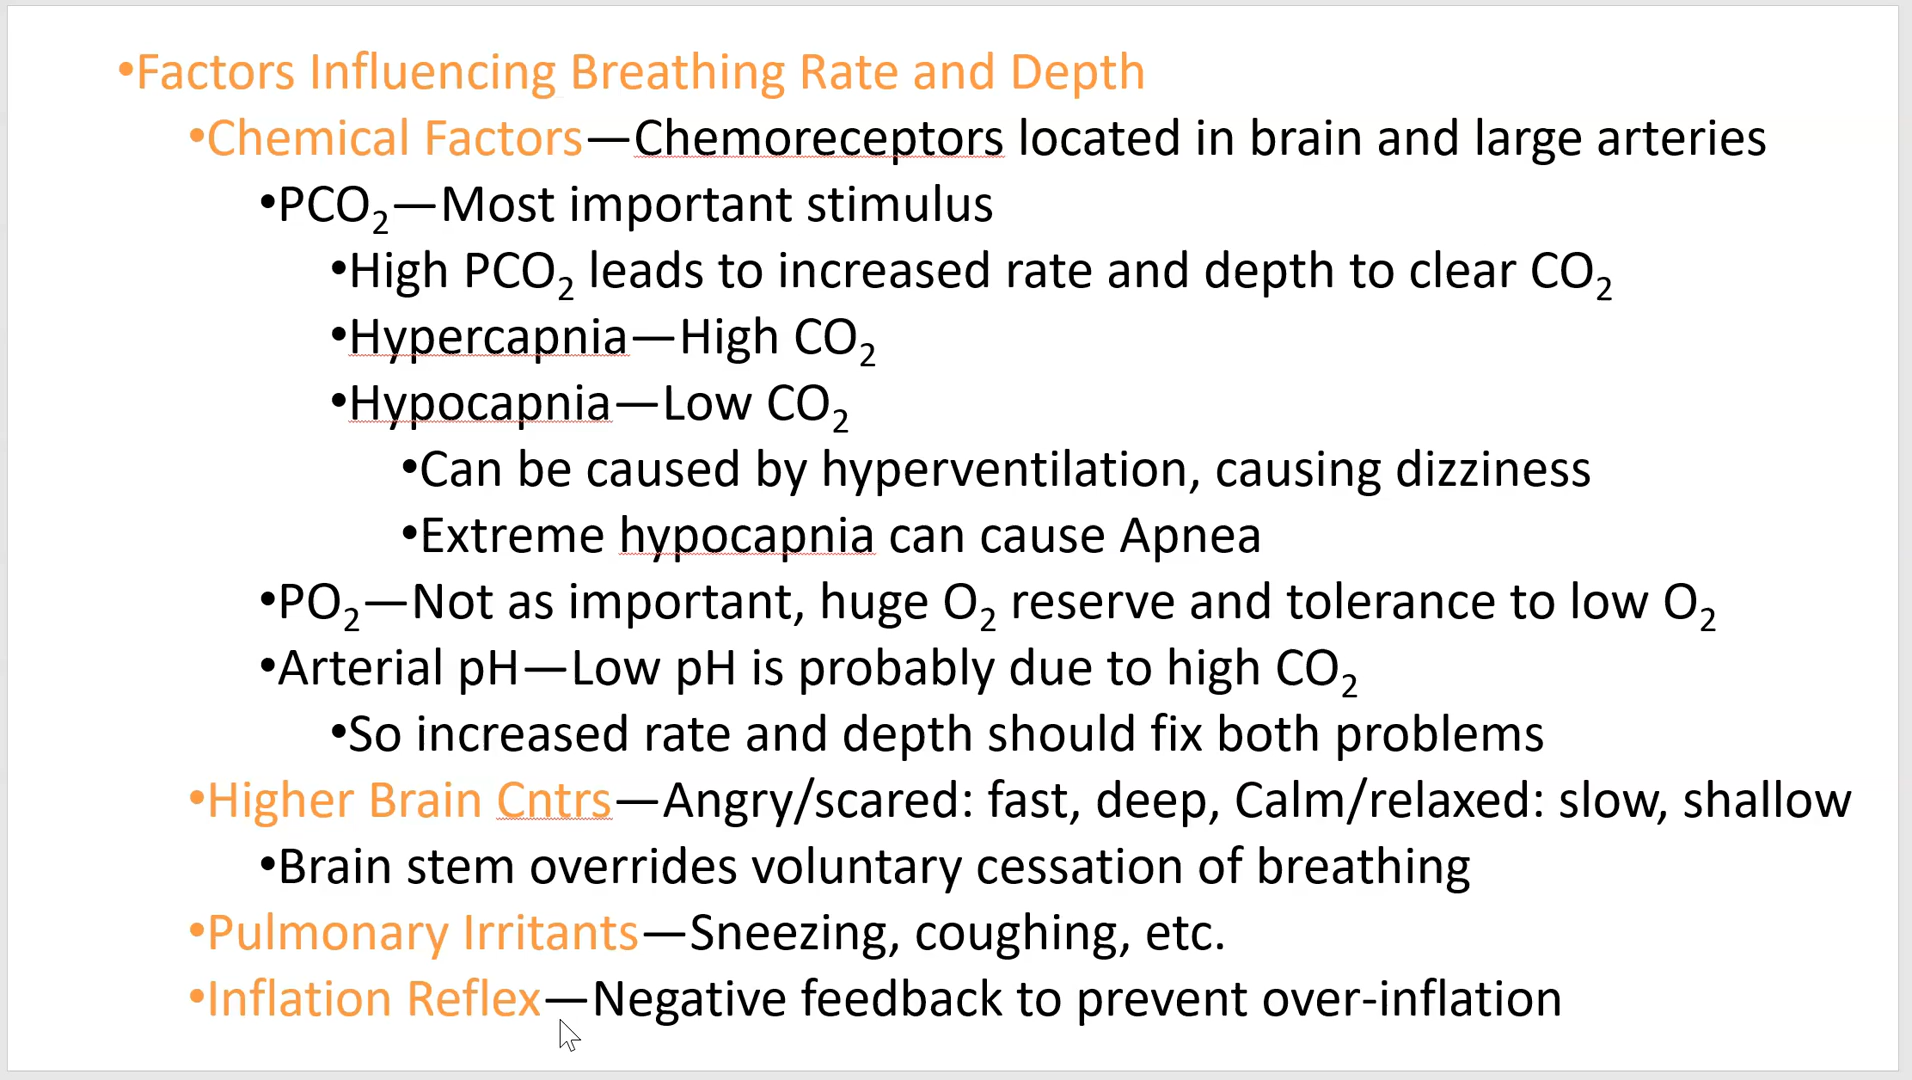 •Factors Influencing Breathing Rate and Depth
•Chemical Factors—Chemoreceptors located in brain and large arteries
•PCO₂—Most important stimulus
•High PCO₂ leads to increased rate and depth to clear CO₂
•Hypercapnia—High CO₂
•Hypocapnia—Low CO₂
•Can be caused by hyperventilation, causing dizziness
•Extreme hypocapnia can cause Apnea
•PO₂—Not as important, huge O₂ reserve and tolerance to low O₂
•Arterial pH—Low pH is probably due to high CO₂
•So increased rate and depth should fix both problems
•Higher Brain Cntrs—Angry/scared: fast, deep, Calm/relaxed: slow, shallow
•Brain stem overrides voluntary cessation of breathing
•Pulmonary Irritants—Sneezing, coughing, etc.
•Inflation Reflex—Negative feedback to prevent over-inflation